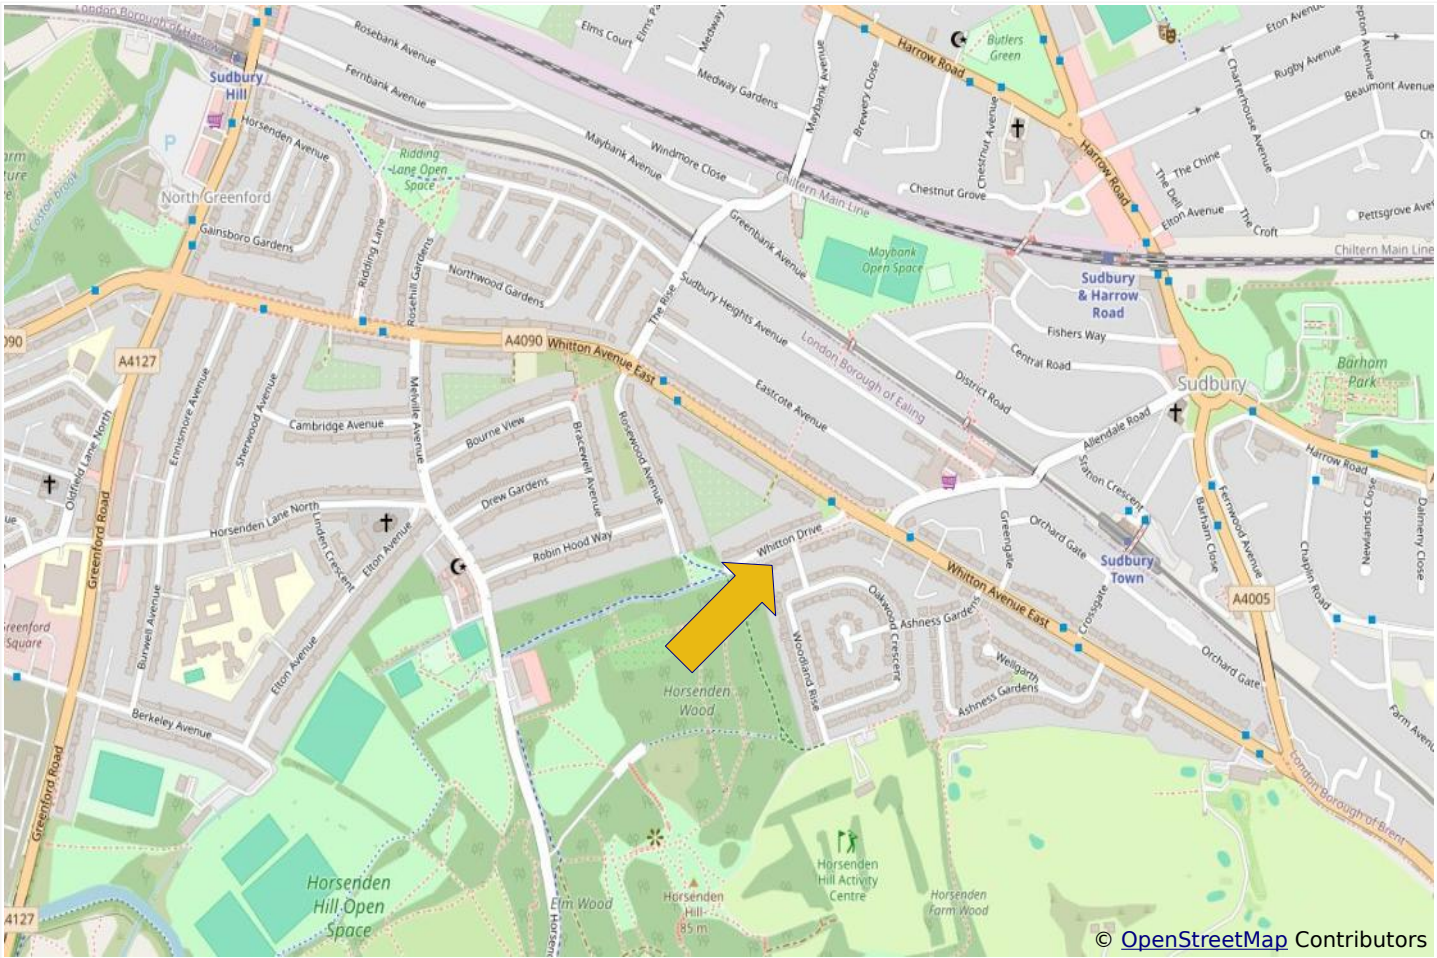 London Borough of Harrow
Sudbury
Hill
Rosebank Avenue
Fernbank Avenue
Horsenden Avenue
P
North Greenford
Gainsboro Gardens
Coston Brook
Ridding
Lane Open
Space
Ridding Lane
Rosehill Gardens
Northwood Gardens
Elms Court
Medway Gardens
Maybank Avenue
Windmore Close
Maybank Avenue
Brewery Close
Harrow Road
Butlers
Green
Chestnut Avenue
Chestnut Grove
Harrow Road
Eton Avenue
Rugby Avenue
Charterhouse Avenue
Beaumont Avenue
The Chine
The Dell
Elton Avenue
The Croft
Pettsgrove Ave
Chiltern Main Line
Chiltern Main Line
Greenbank Avenue
Maybank
Open Space
Sudbury
& Harrow
Road
The Rise
Sudbury Heights Avenue
London Borough of Ealing
Fishers Way
Central Road
District Road
Sudbury
Barham
Park
Harrow Road
Allendale Road
A4127
A4090
Whitton Avenue East
Eastcote Avenue
Melville Avenue
Ennismore Avenue
Sherwood Avenue
Cambridge Avenue
Bourne View
Bracewell Avenue
Rosewood Avenue
Drew Gardens
Robin Hood Way
Oldfield Lane North
Horsenden Lane North
Linden Crescent
Elton Avenue
Greenford Road
Burwell Avenue
Elton Avenue
Berkeley Avenue
Greenford
Square
Whitton Drive
Greengate
Orchard Gate
Station Crescent
Sudbury
Town
Barham Close
Fernwood Avenue
Chaplin Road
Newlands Close
Dalmeny Close
A4005
Whitton Avenue East
Crossgate
Orchard Gate
Oakwood Crescent
Ashness Gardens
Woodland Rise
Wellgarth
Ashness Gardens
Farm Avenue
London Borough of Brent
Horsenden
Wood
Greenford Road
4127
Horsenden
Hill Open
Space
Elm Wood
Horsenden
Hill
85 m
Horsenden
Hill Activity
Centre
Horsenden
Farm Wood
© OpenStreetMap Contributors